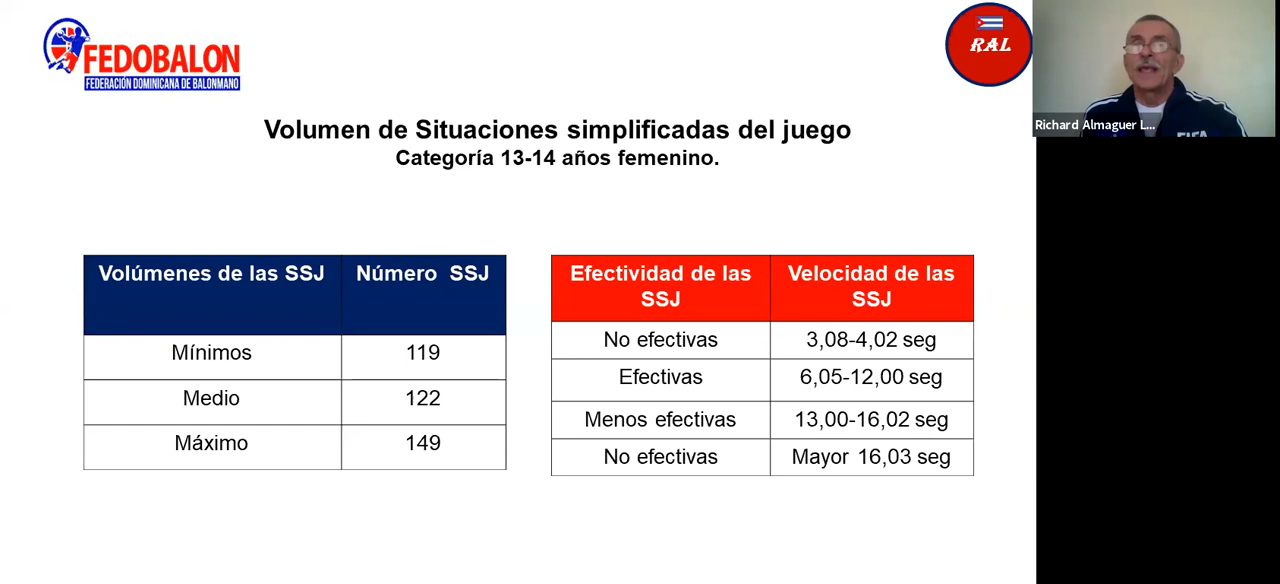 FEDOBALON
FEDERACIÓN DOMINICANA DE BALONMANO
RAL
Richard Almaguer L...
FIFA
Volumen de Situaciones simplificadas del juego
Categoría 13-14 años femenino.
Volúmenes de las SSJ Número SSJ
Mínimos 119
Medio 122
Máximo 149
Efectividad de las SSJ Velocidad de las SSJ
No efectivas 3,08-4,02 seg
Efectivas 6,05-12,00 seg
Menos efectivas 13,00-16,02 seg
No efectivas Mayor 16,03 seg